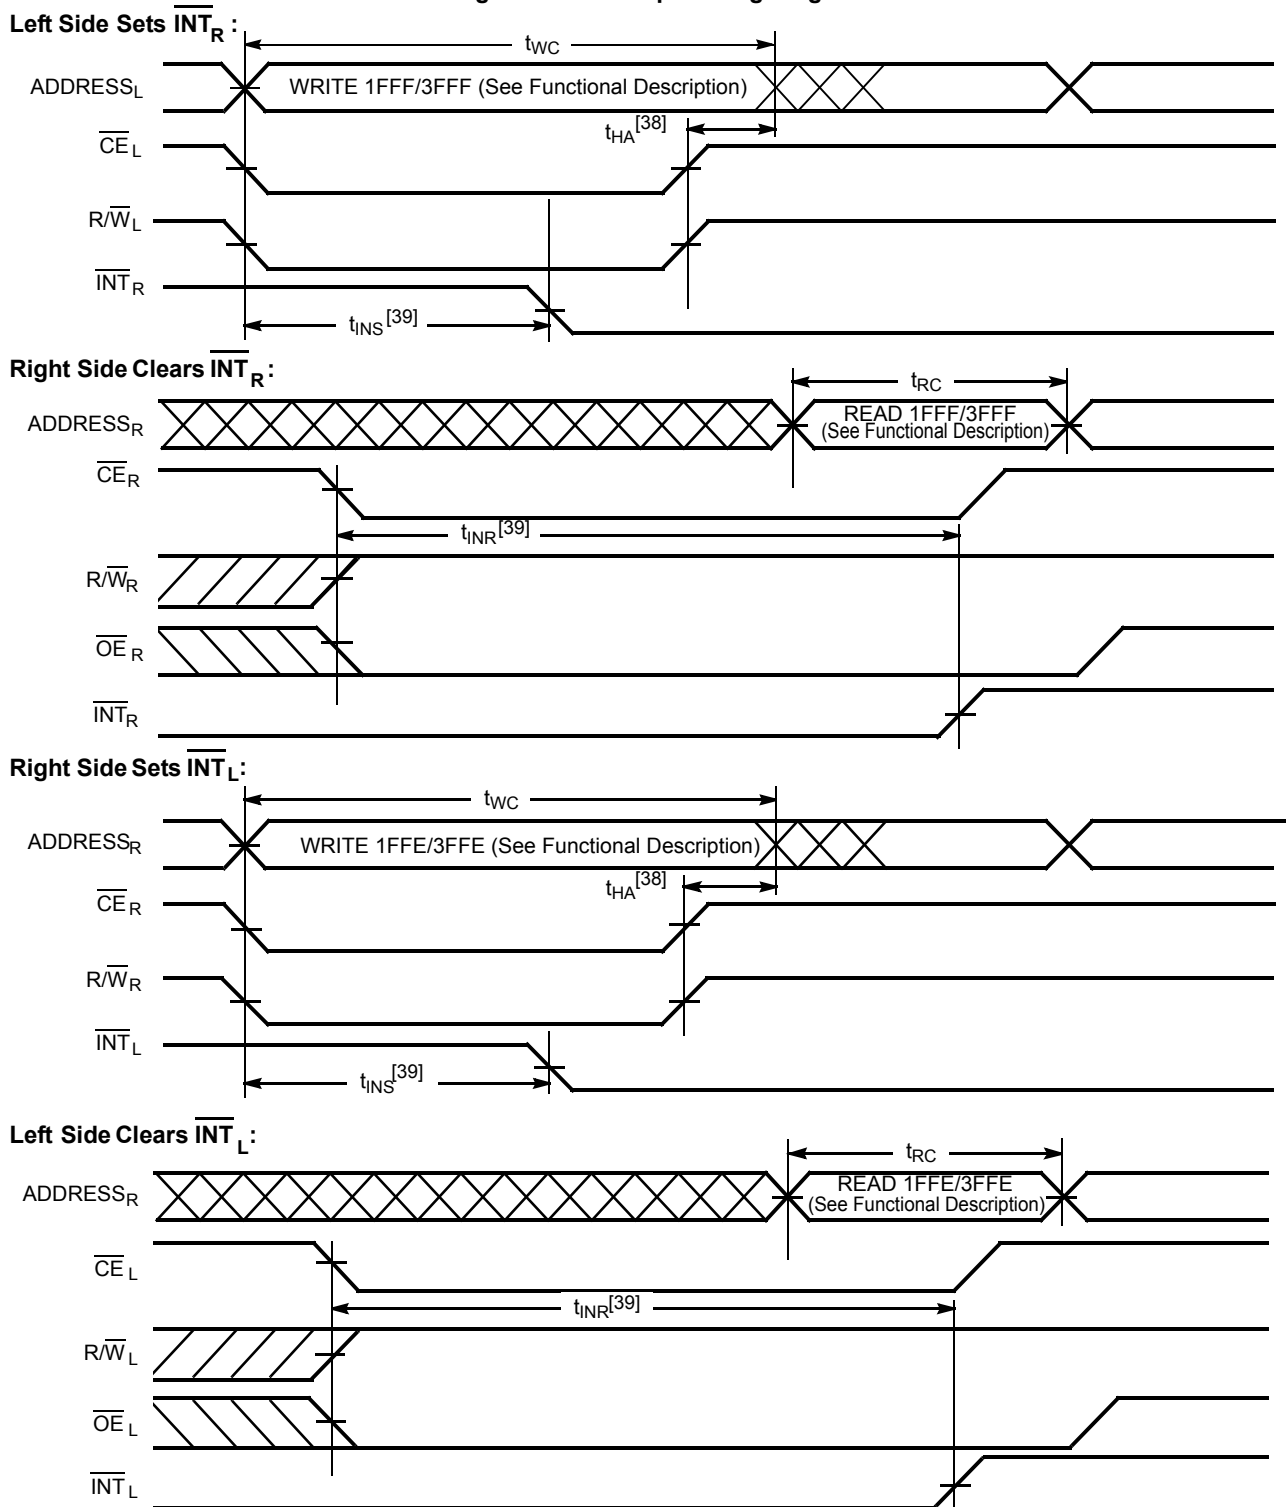 Left Side Sets INT_R :
t_WC
ADDRESS_L
WRITE 1FFF/3FFF (See Functional Description)
t_HA[38]
CE_L
R/W_L
INT_R
t_INS[39]
Right Side Clears INT_R:
t_RC
ADDRESS_R
READ 1FFF/3FFF
(See Functional Description)
CE_R
t_INR[39]
R/W_R
OE_R
INT_R
Right Side Sets INT_L:
t_WC
ADDRESS_R
WRITE 1FFE/3FFE (See Functional Description)
t_HA[38]
CE_R
R/W_R
INT_L
t_INS[39]
Left Side Clears INT_L:
t_RC
ADDRESS_R
READ 1FFE/3FFE
(See Functional Description)
CE_L
t_INR[39]
R/W_L
OE_L
INT_L